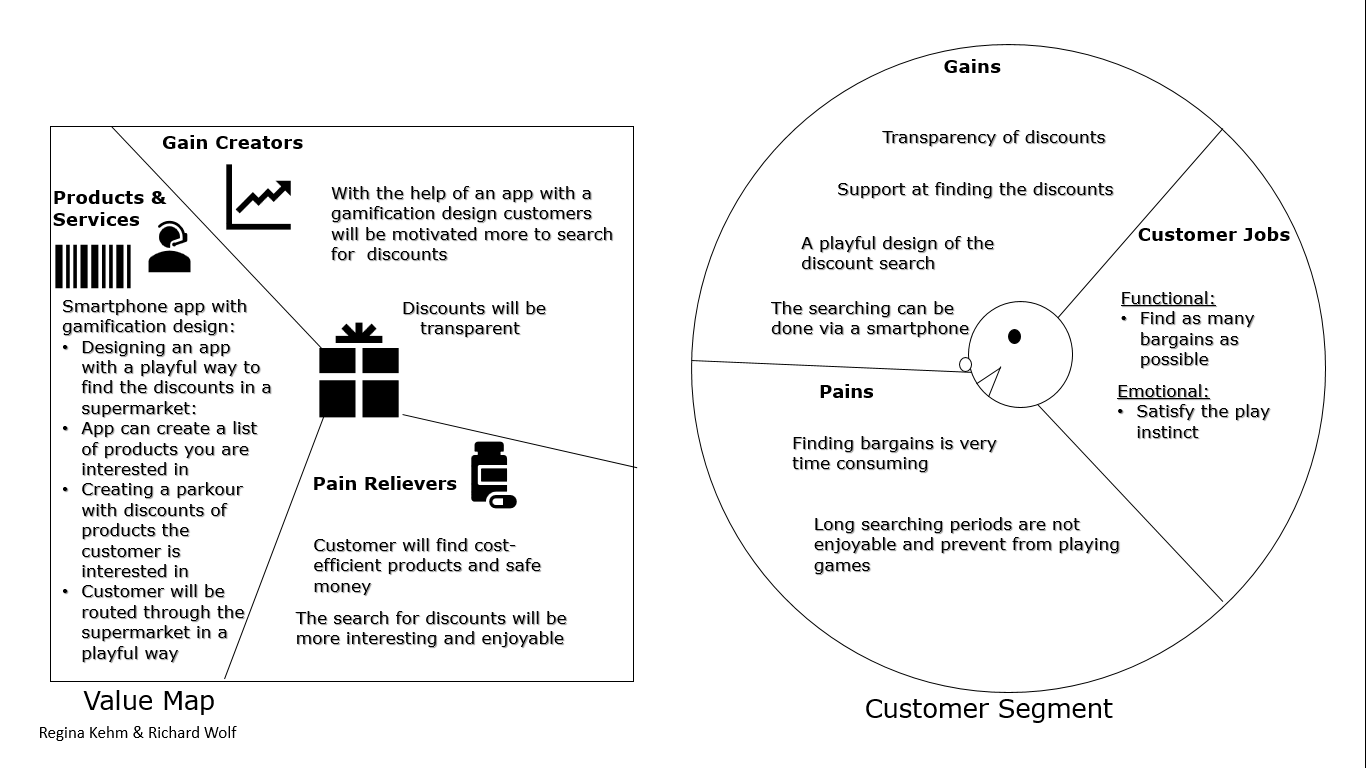 Gain Creators
With the help of an app with a
gamification design customers
will be motivated more to search
for discounts
Discounts will be
transparent
Products &
Services
Smartphone app with
gamification design:
• Designing an app
with a playful way to
find the discounts in a
supermarket:
• App can create a list
of products you are
interested in
• Creating a parkour
with discounts of
products the
customer is
interested in
• Customer will be
routed through the
supermarket in a
playful way
Pain Relievers
Customer will find cost-
efficient products and safe
money
The search for discounts will be
more interesting and enjoyable
Value Map
Regina Kehm & Richard Wolf
Gains
Transparency of discounts
Support at finding the discounts
A playful design of the
discount search
The searching can be
done via a smartphone
Customer Jobs
Functional:
• Find as many
bargains as
possible
Emotional:
• Satisfy the play
instinct
Pains
Finding bargains is very
time consuming
Long searching periods are not
enjoyable and prevent from playing
games
Customer Segment